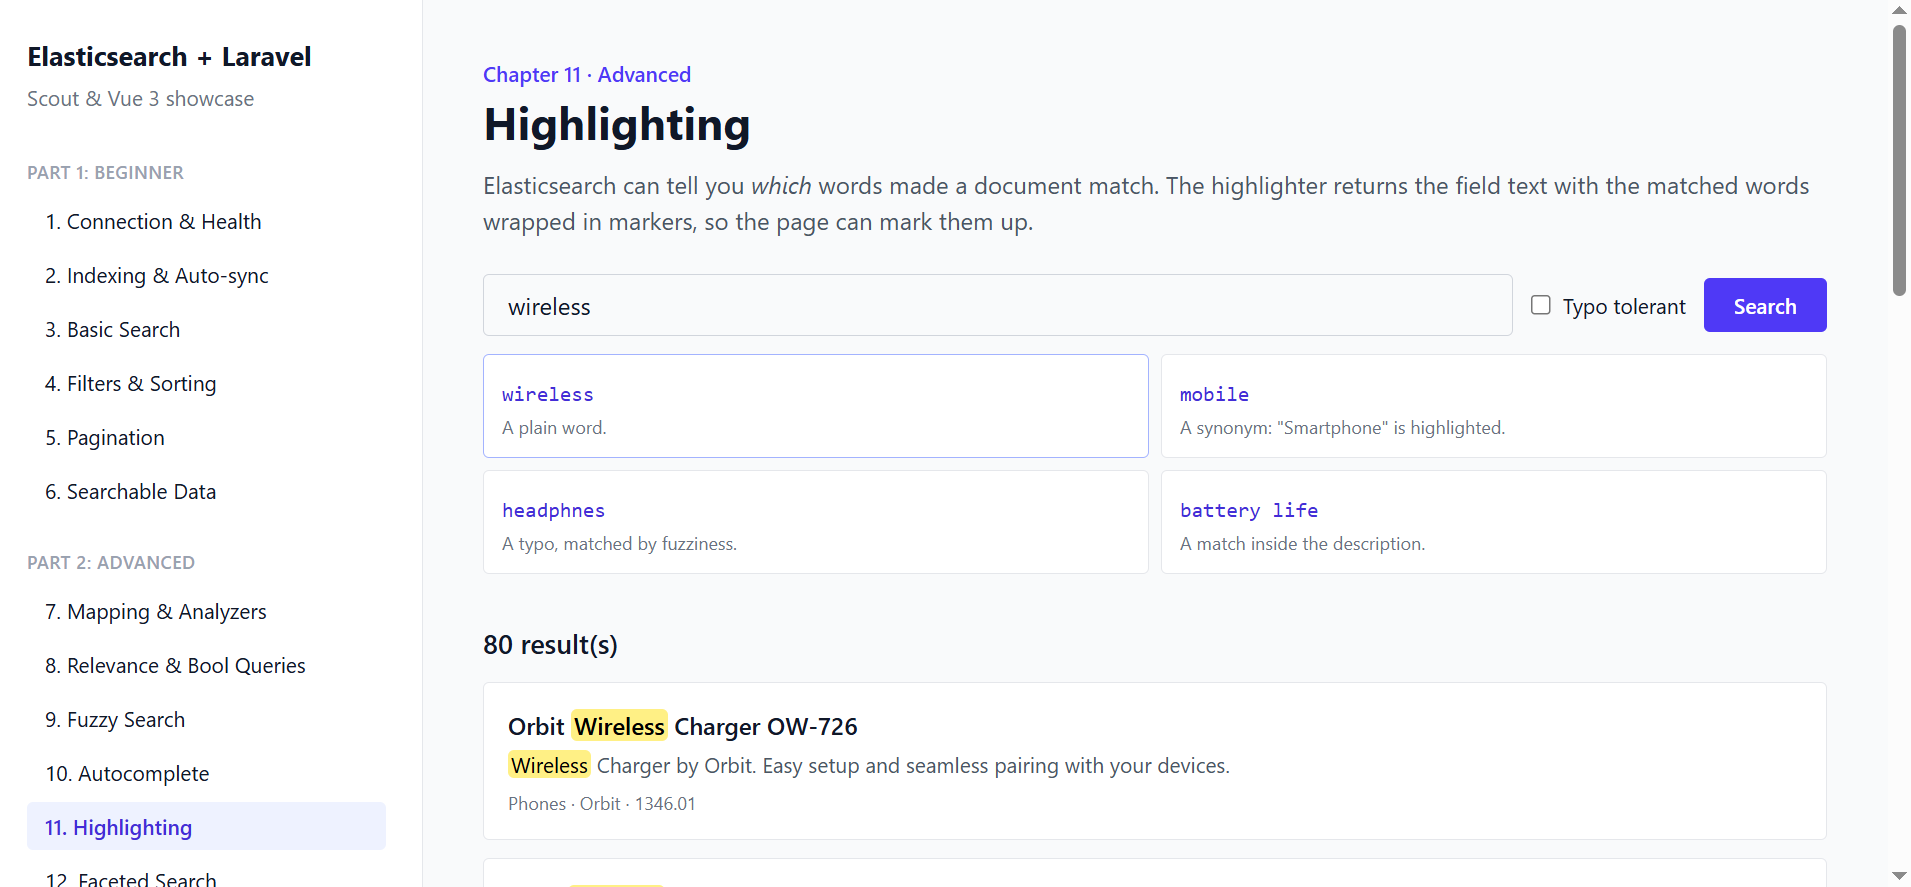 Elasticsearch + Laravel
Scout & Vue 3 showcase
PART 1: BEGINNER
1. Connection & Health
2. Indexing & Auto-sync
3. Basic Search
4. Filters & Sorting
5. Pagination
6. Searchable Data
PART 2: ADVANCED
7. Mapping & Analyzers
8. Relevance & Bool Queries
9. Fuzzy Search
10. Autocomplete
11. Highlighting
12. Faceted Search
Chapter 11 · Advanced
Highlighting
Elasticsearch can tell you which words made a document match. The highlighter returns the field text with the matched words
wrapped in markers, so the page can mark them up.
wireless
Typo tolerant
Search
wireless
A plain word.
mobile
A synonym: "Smartphone" is highlighted.
headphnes
A typo, matched by fuzziness.
battery life
A match inside the description.
80 result(s)
Orbit Wireless Charger OW-726
Wireless Charger by Orbit. Easy setup and seamless pairing with your devices.
Phones · Orbit · 1346.01